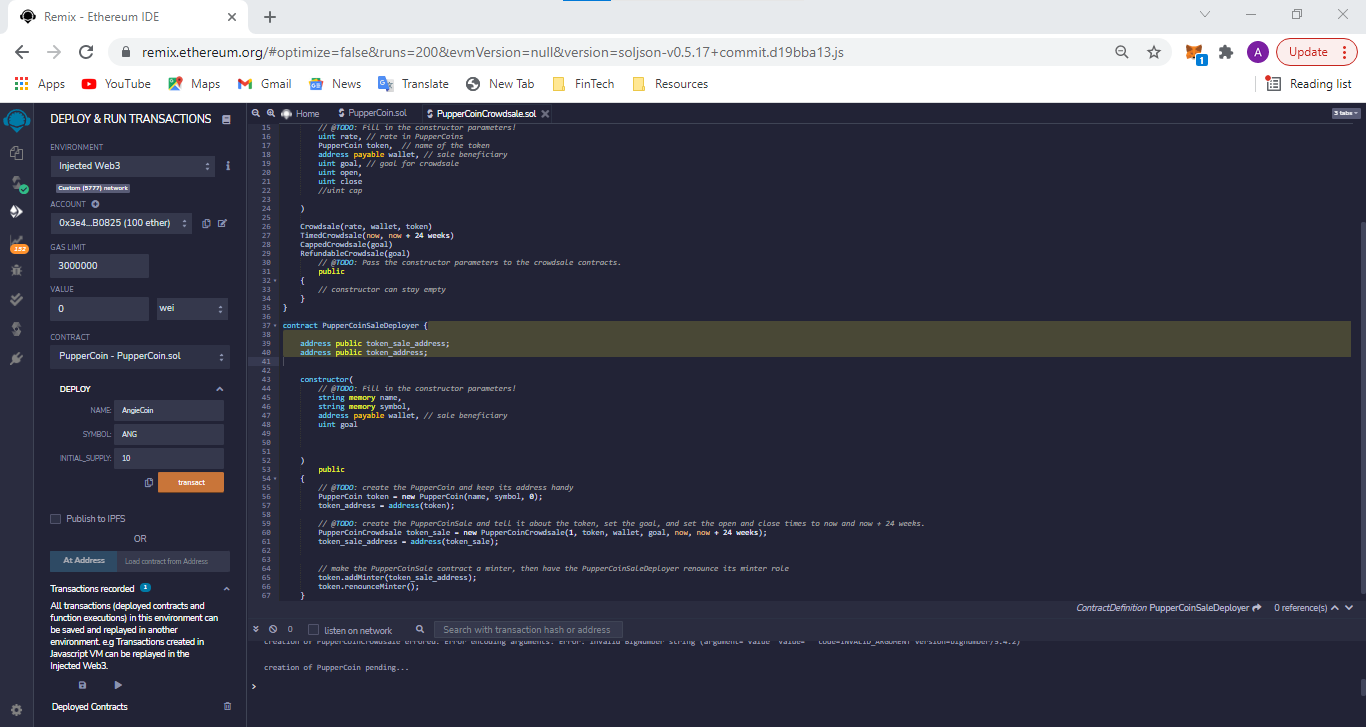 Remix - Ethereum IDE
remix.ethereum.org/#optimize=false&runs=200&evmVersion=null&version=soljson-v0.5.17+commit.d19bba13.js
1
A
Update
Apps
YouTube
Maps
Gmail
News
Translate
New Tab
FinTech
Resources
Reading list
DEPLOY & RUN TRANSACTIONS
ENVIRONMENT
Injected Web3
Custom (5777) network
ACCOUNT
0x3e4...B0825 (100 ether)
GAS LIMIT
3000000
VALUE
0
wei
CONTRACT
PupperCoin - PupperCoin.sol
DEPLOY
NAME: AngieCoin
SYMBOL: ANG
INITIAL_SUPPLY: 10
transact
Publish to IPFS
OR
At Address
Load contract from Address
Transactions recorded 1
All transactions (deployed contracts and
function executions) in this environment can
be saved and replayed in another
environment. e.g Transactions created in
Javascript VM can be replayed in the
Injected Web3.
Deployed Contracts
182
Home
PupperCoin.sol
PupperCoinCrowdsale.sol
3 tabs
15 // @TODO: Fill in the constructor parameters!
16 uint rate, // rate in PupperCoins
17 PupperCoin token, // name of the token
18 address payable wallet, // sale beneficiary
19 uint goal, // goal for crowdsale
20 uint open,
21 uint close
22 //uint cap
23
24 )
25
26 Crowdsale(rate, wallet, token)
27 TimedCrowdsale(now, now + 24 weeks)
28 CappedCrowdsale(goal)
29 RefundableCrowdsale(goal)
30 // @TODO: Pass the constructor parameters to the crowdsale contracts.
31 public
32 {
33 // constructor can stay empty
34 }
35 }
36
37 contract PupperCoinSaleDeployer {
38
39 address public token_sale_address;
40 address public token_address;
41
42
43 constructor(
44 // @TODO: Fill in the constructor parameters!
45 string memory name,
46 string memory symbol,
47 address payable wallet, // sale beneficiary
48 uint goal
49
50
51
52 )
53 public
54 {
55 // @TODO: create the PupperCoin and keep its address handy
56 PupperCoin token = new PupperCoin(name, symbol, 0);
57 token_address = address(token);
58
59 // @TODO: create the PupperCoinSale and tell it about the token, set the goal, and set the open and close times to now and now + 24 weeks.
60 PupperCoinCrowdsale token_sale = new PupperCoinCrowdsale(1, token, wallet, goal, now, now + 24 weeks);
61 token_sale_address = address(token_sale);
62
63
64 // make the PupperCoinSale contract a minter, then have the PupperCoinSaleDeployer renounce its minter role
65 token.addMinter(token_sale_address);
66 token.renounceMinter();
67 }
ContractDefinition PupperCoinSaleDeployer 0 reference(s)
0
listen on network
Search with transaction hash or address
creation of PupperCoinCrowdsale errored: Error encoding arguments: Error: invalid BigNumber string (argument="value" value="" code=INVALID_ARGUMENT version=bignumber/5.4.2)
creation of PupperCoin pending...
>